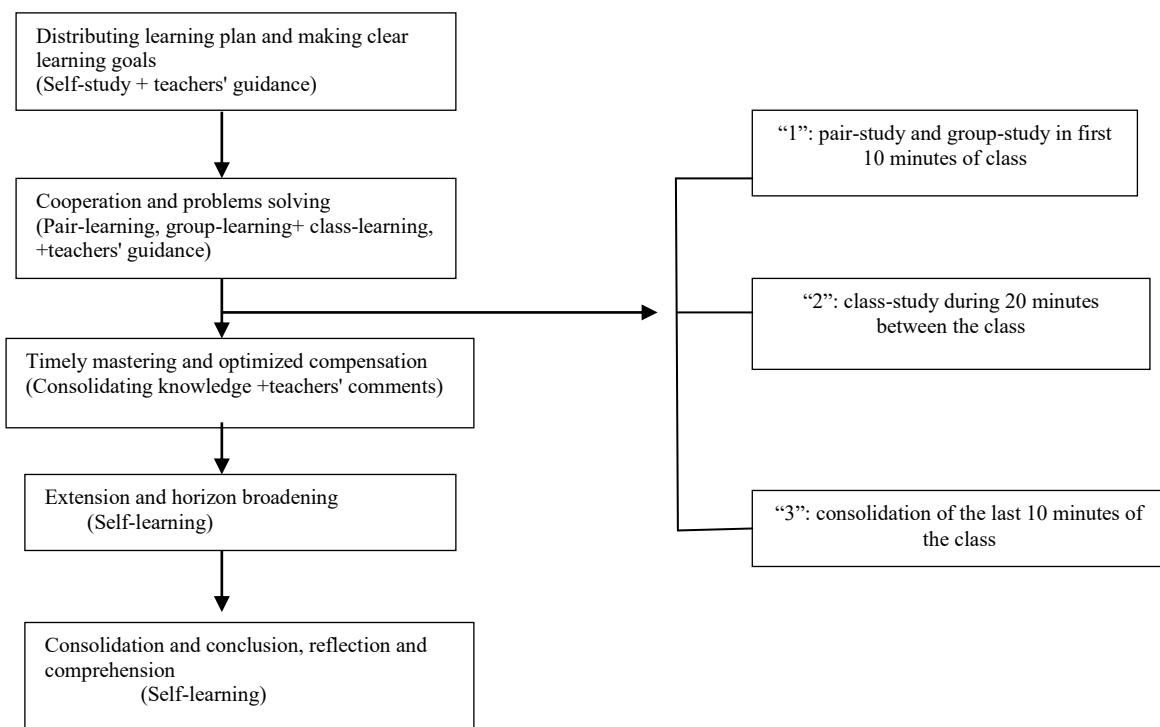 Distributing learning plan and making clear
learning goals
(Self-study + teachers' guidance)
Cooperation and problems solving
(Pair-learning, group-learning+ class-learning,
+teachers' guidance)
Timely mastering and optimized compensation
(Consolidating knowledge +teachers' comments)
Extension and horizon broadening
(Self-learning)
Consolidation and conclusion, reflection and
comprehension
(Self-learning)
“1”: pair-study and group-study in first
10 minutes of class
“2”: class-study during 20 minutes
between the class
“3”: consolidation of the last 10 minutes of
the class